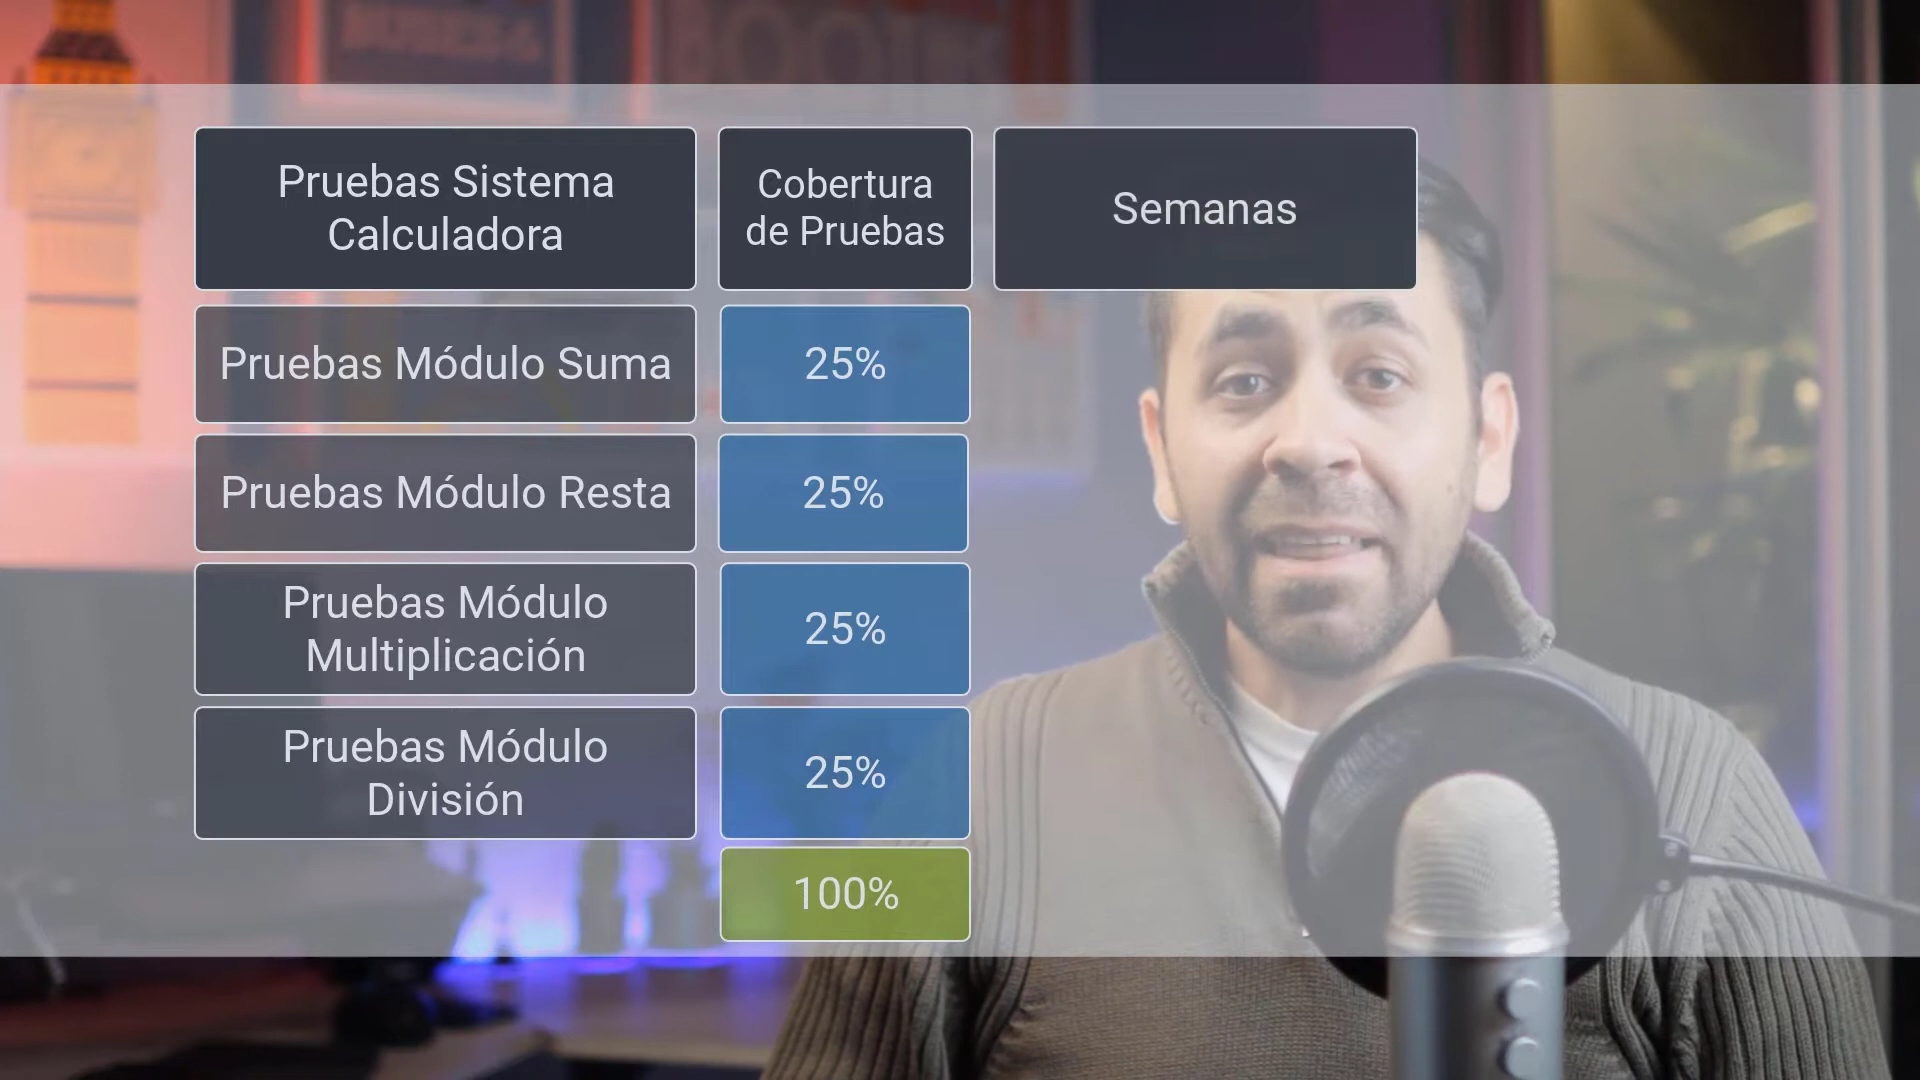 Pruebas Sistema
Calculadora
Cobertura
de Pruebas
Semanas
Pruebas Módulo Suma
25%
Pruebas Módulo Resta
25%
Pruebas Módulo
Multiplicación
25%
Pruebas Módulo
División
25%
100%